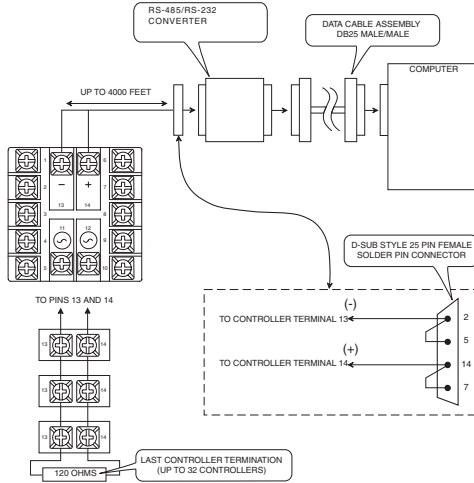 RS-485/RS-232
CONVERTER
DATA CABLE ASSEMBLY
DB25 MALE/MALE
COMPUTER
UP TO 4000 FEET
1
6
2
7
–
+
13
14
3
8
11
12
4
9
5
10
D-SUB STYLE 25 PIN FEMALE
SOLDER PIN CONNECTOR
TO PINS 13 AND 14
(-)
TO CONTROLLER TERMINAL 13
2
5
(+)
TO CONTROLLER TERMINAL 14
14
7
13
14
13
14
13
14
120 OHMS
LAST CONTROLLER TERMINATION
(UP TO 32 CONTROLLERS)